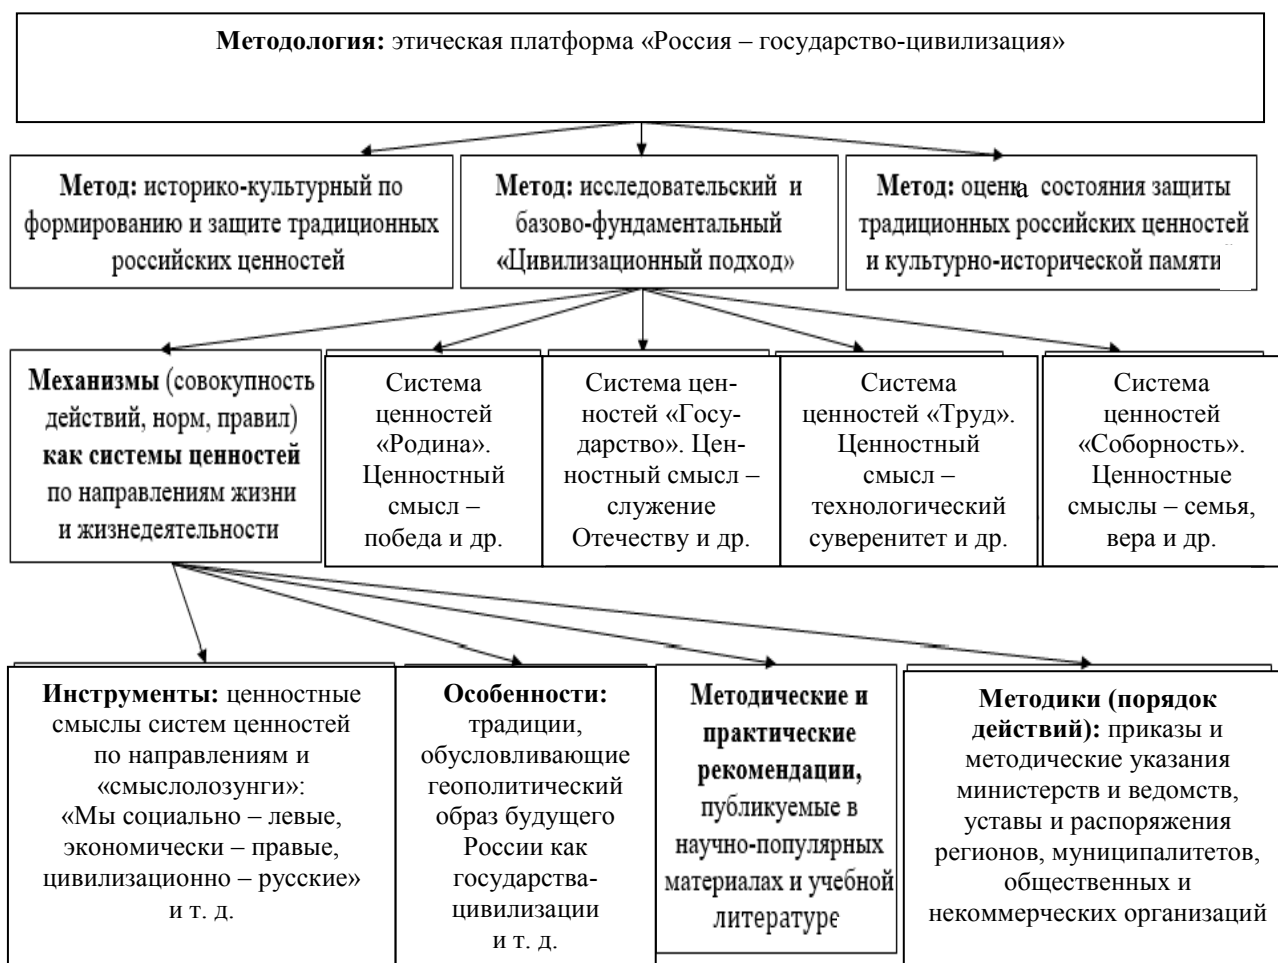 Методология: этическая платформа «Россия – государство-цивилизация»
Метод: историко-культурный по
формированию и защите традиционных
российских ценностей
Метод: исследовательский и
базово-фундаментальный
«Цивилизационный подход»
Метод: оценка состояния защиты
традиционных российских ценностей
и культурно-исторической памяти
Механизмы (совокупность
действий, норм, правил)
как системы ценностей
по направлениям жизни
и жизнедеятельности
Система
ценностей
«Родина».
Ценностный
смысл –
победа и др.
Система цен-
ностей «Госу-
дарство». Цен-
ностный смысл –
служение
Отечеству и др.
Система
ценностей «Труд».
Ценностный
смысл –
технологический
суверенитет и др.
Система
ценностей
«Соборность».
Ценностные
смыслы – семья,
вера и др.
Инструменты: ценностные
смыслы систем ценностей
по направлениям и
«смыслолозунги»:
«Мы социально – левые,
экономически – правые,
цивилизационно – русские»
и т. д.
Особенности:
традиции,
обусловливающие
геополитический
образ будущего
России как
государства-
цивилизации
и т. д.
Методические и
практические
рекомендации,
публикуемые в
научно-популярных
материалах и учебной
литературе
Методики (порядок
действий): приказы и
методические указания
министерств и ведомств,
уставы и распоряжения
регионов, муниципалитетов,
общественных и
некоммерческих организаций